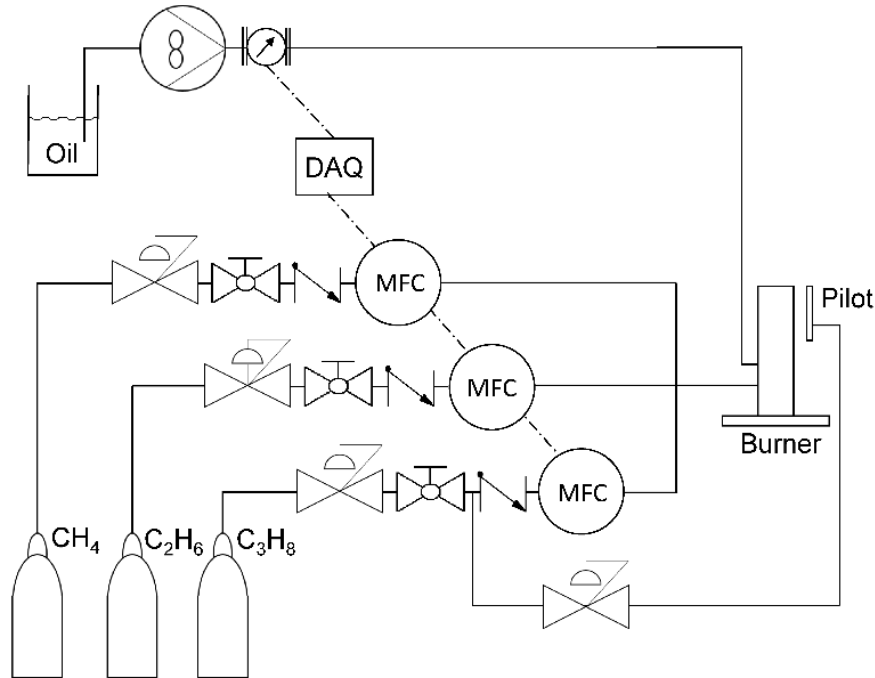 Oil
DAQ
MFC
Pilot
MFC
Burner
MFC
CH₄
C₂H₆
C₃H₈